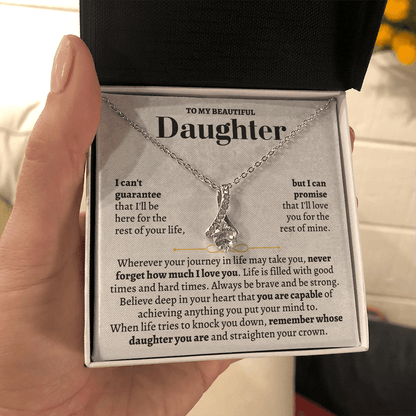 TO MY BEAUTIFUL
Daughter
I can't
guarantee
that I'll be
here for the
rest of your life,
but I can
promise
that I'll love
you for the
rest of mine.
Wherever your journey in life may take you, never
forget how much I love you. Life is filled with good
times and hard times. Always be brave and be strong.
Believe deep in your heart that you are capable of
achieving anything you put your mind to.
When life tries to knock you down, remember whose
daughter you are and straighten your crown.